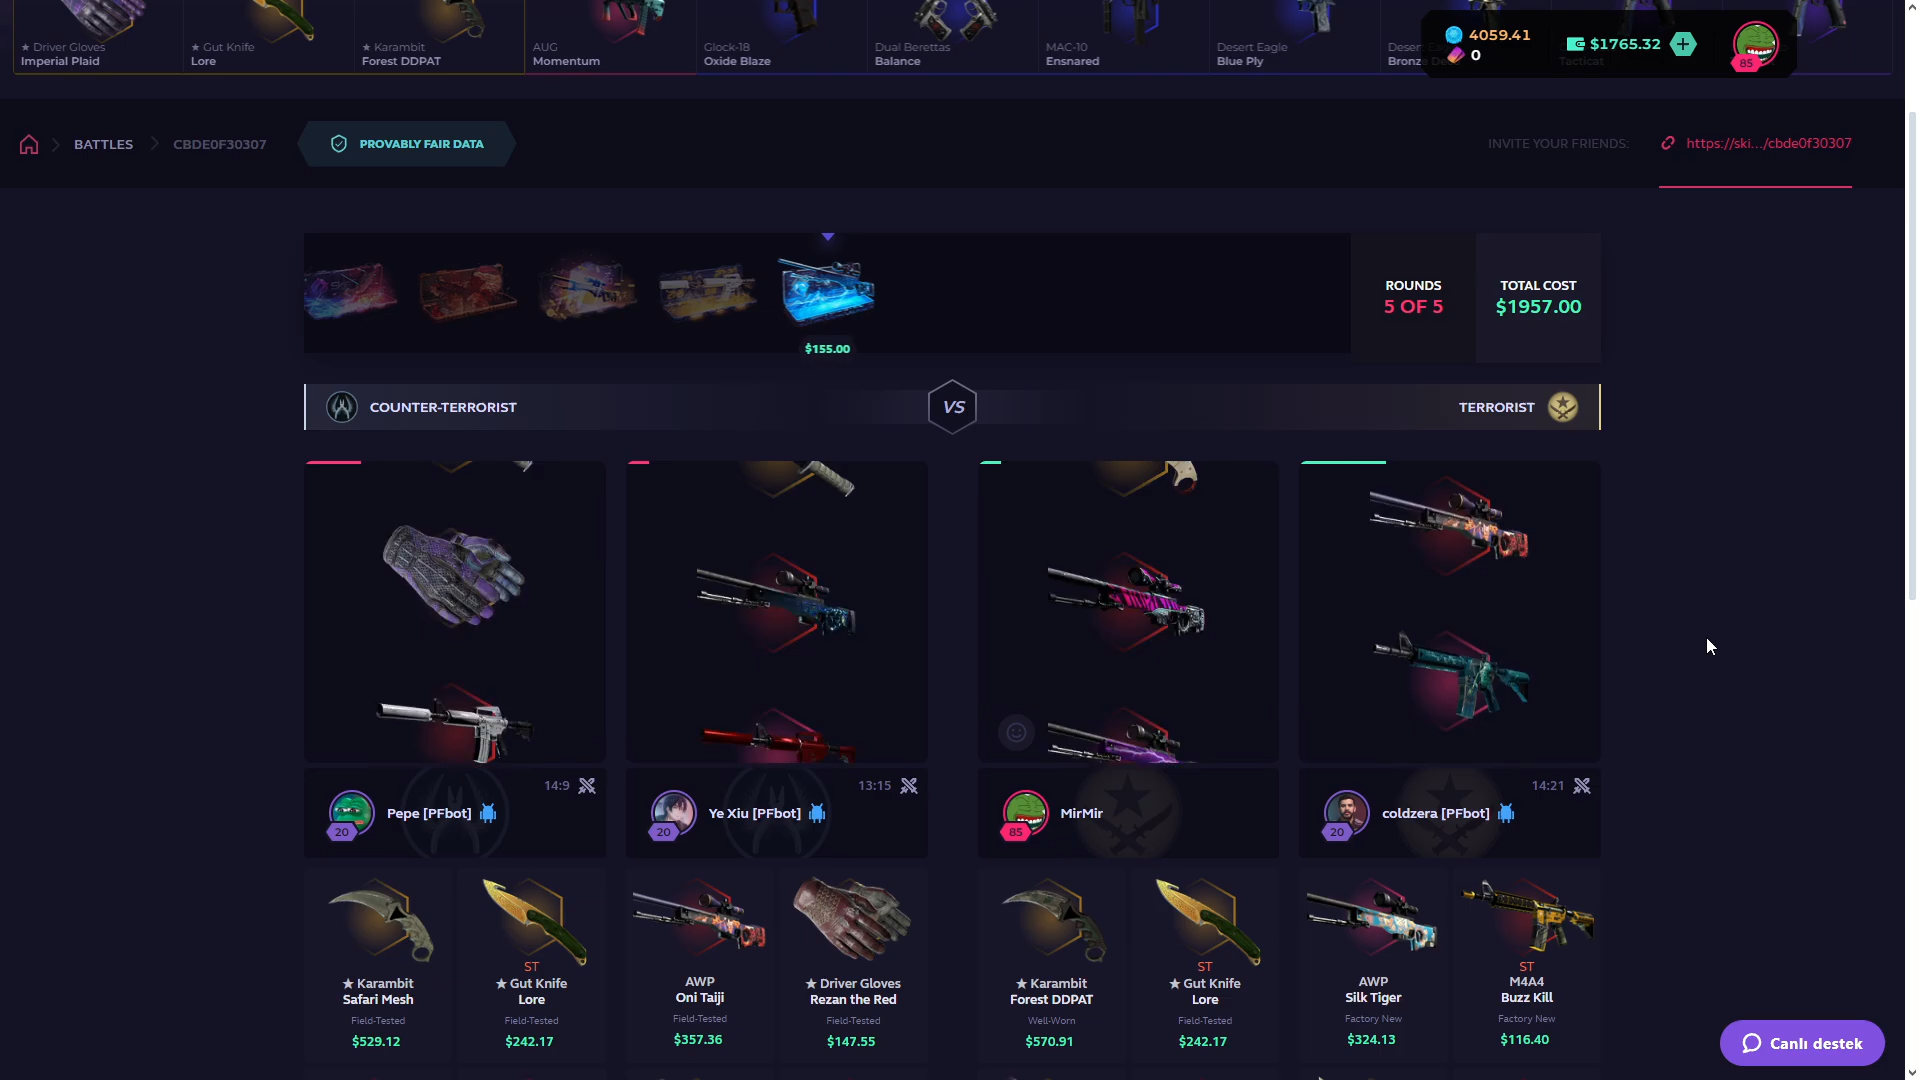 ★ Driver Gloves
Imperial Plaid
★ Gut Knife
Lore
★ Karambit
Forest DDPAT
AUG
Momentum
Glock-18
Oxide Blaze
Dual Berettas
Balance
MAC-10
Ensnared
Desert Eagle
Blue Ply
4059.41
0
$1765.32
85
BATTLES
CBDE0F30307
PROVABLY FAIR DATA
INVITE YOUR FRIENDS:
https://ski.../cbde0f30307
$155.00
ROUNDS
5 OF 5
TOTAL COST
$1957.00
COUNTER-TERRORIST
VS
TERRORIST
14:9
Pepe [PFbot]
20
13:15
Ye Xiu [PFbot]
20
MirMir
85
14:21
coldzera [PFbot]
20
★ Karambit
Safari Mesh
Field-Tested
$529.12
ST
★ Gut Knife
Lore
Field-Tested
$242.17
AWP
Oni Taiji
Field-Tested
$357.36
★ Driver Gloves
Rezan the Red
Field-Tested
$147.55
★ Karambit
Forest DDPAT
Well-Worn
$570.91
ST
★ Gut Knife
Lore
Field-Tested
$242.17
AWP
Silk Tiger
Factory New
$324.13
ST
M4A4
Buzz Kill
Factory New
$116.40
Canlı destek